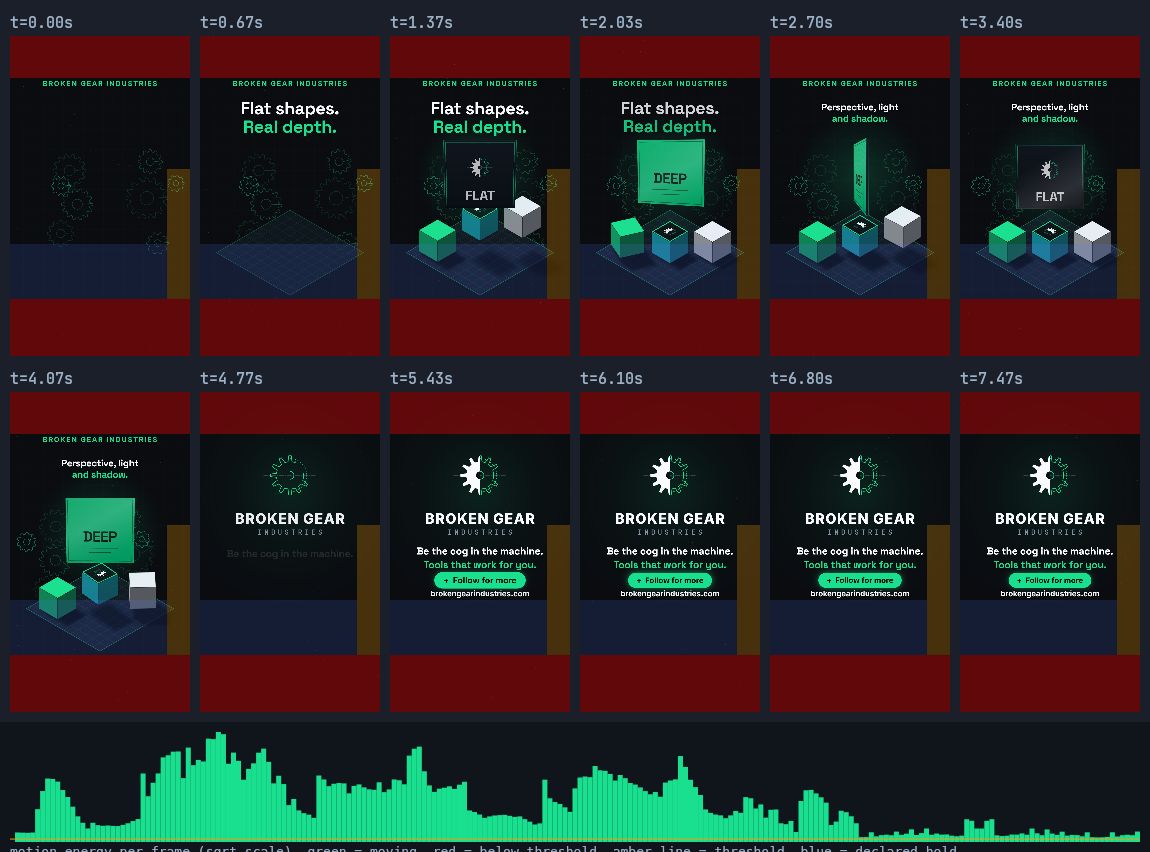 t=0.00s t=0.67s t=1.37s t=2.03s t=2.70s t=3.40s
BROKEN GEAR INDUSTRIES
BROKEN GEAR INDUSTRIES
Flat shapes.
Real depth.
BROKEN GEAR INDUSTRIES
Flat shapes.
Real depth.
FLAT
BROKEN GEAR INDUSTRIES
Flat shapes.
Real depth.
DEEP
BROKEN GEAR INDUSTRIES
Perspective, light
and shadow.
BROKEN GEAR INDUSTRIES
Perspective, light
and shadow.
FLAT
t=4.07s t=4.77s t=5.43s t=6.10s t=6.80s t=7.47s
BROKEN GEAR INDUSTRIES
Perspective, light
and shadow.
DEEP
BROKEN GEAR
INDUSTRIES
Be the cog in the machine.
BROKEN GEAR
INDUSTRIES
Be the cog in the machine.
Tools that work for you.
+ Follow for more
brokengearindustries.com
BROKEN GEAR
INDUSTRIES
Be the cog in the machine.
Tools that work for you.
+ Follow for more
brokengearindustries.com
BROKEN GEAR
INDUSTRIES
Be the cog in the machine.
Tools that work for you.
+ Follow for more
brokengearindustries.com
BROKEN GEAR
INDUSTRIES
Be the cog in the machine.
Tools that work for you.
+ Follow for more
brokengearindustries.com
motion energy per frame (sqrt scale) green = moving red = below threshold amber line = threshold blue = declared hold